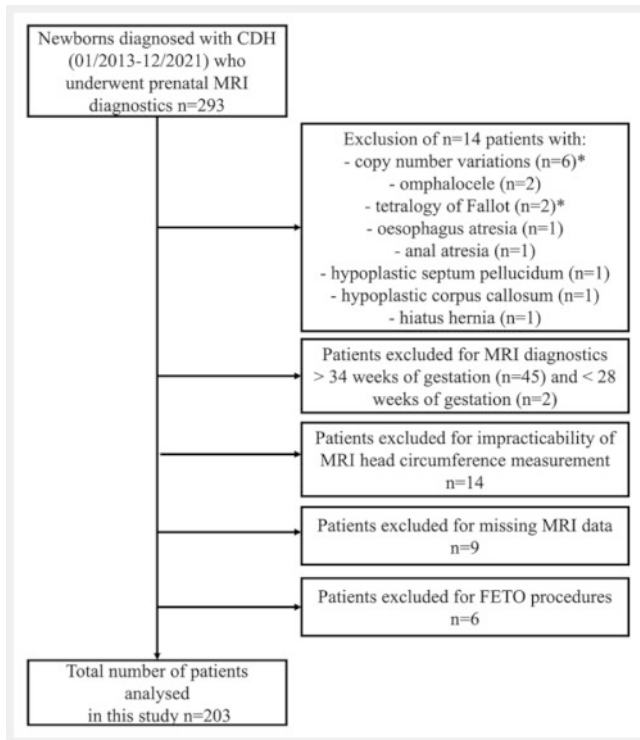 Newborns diagnosed with CDH
(01/2013-12/2021) who
underwent prenatal MRI
diagnostics n=293
Exclusion of n=14 patients with:
- copy number variations (n=6)*
- omphalocele (n=2)
- tetralogy of Fallot (n=2)*
- oesophagus atresia (n=1)
- anal atresia (n=1)
- hypoplastic septum pellucidum (n=1)
- hypoplastic corpus callosum (n=1)
- hiatus hernia (n=1)
Patients excluded for MRI diagnostics
> 34 weeks of gestation (n=45) and < 28
weeks of gestation (n=2)
Patients excluded for impracticability of
MRI head circumference measurement
n=14
Patients excluded for missing MRI data
n=9
Patients excluded for FETO procedures
n=6
Total number of patients
analysed
in this study n=203